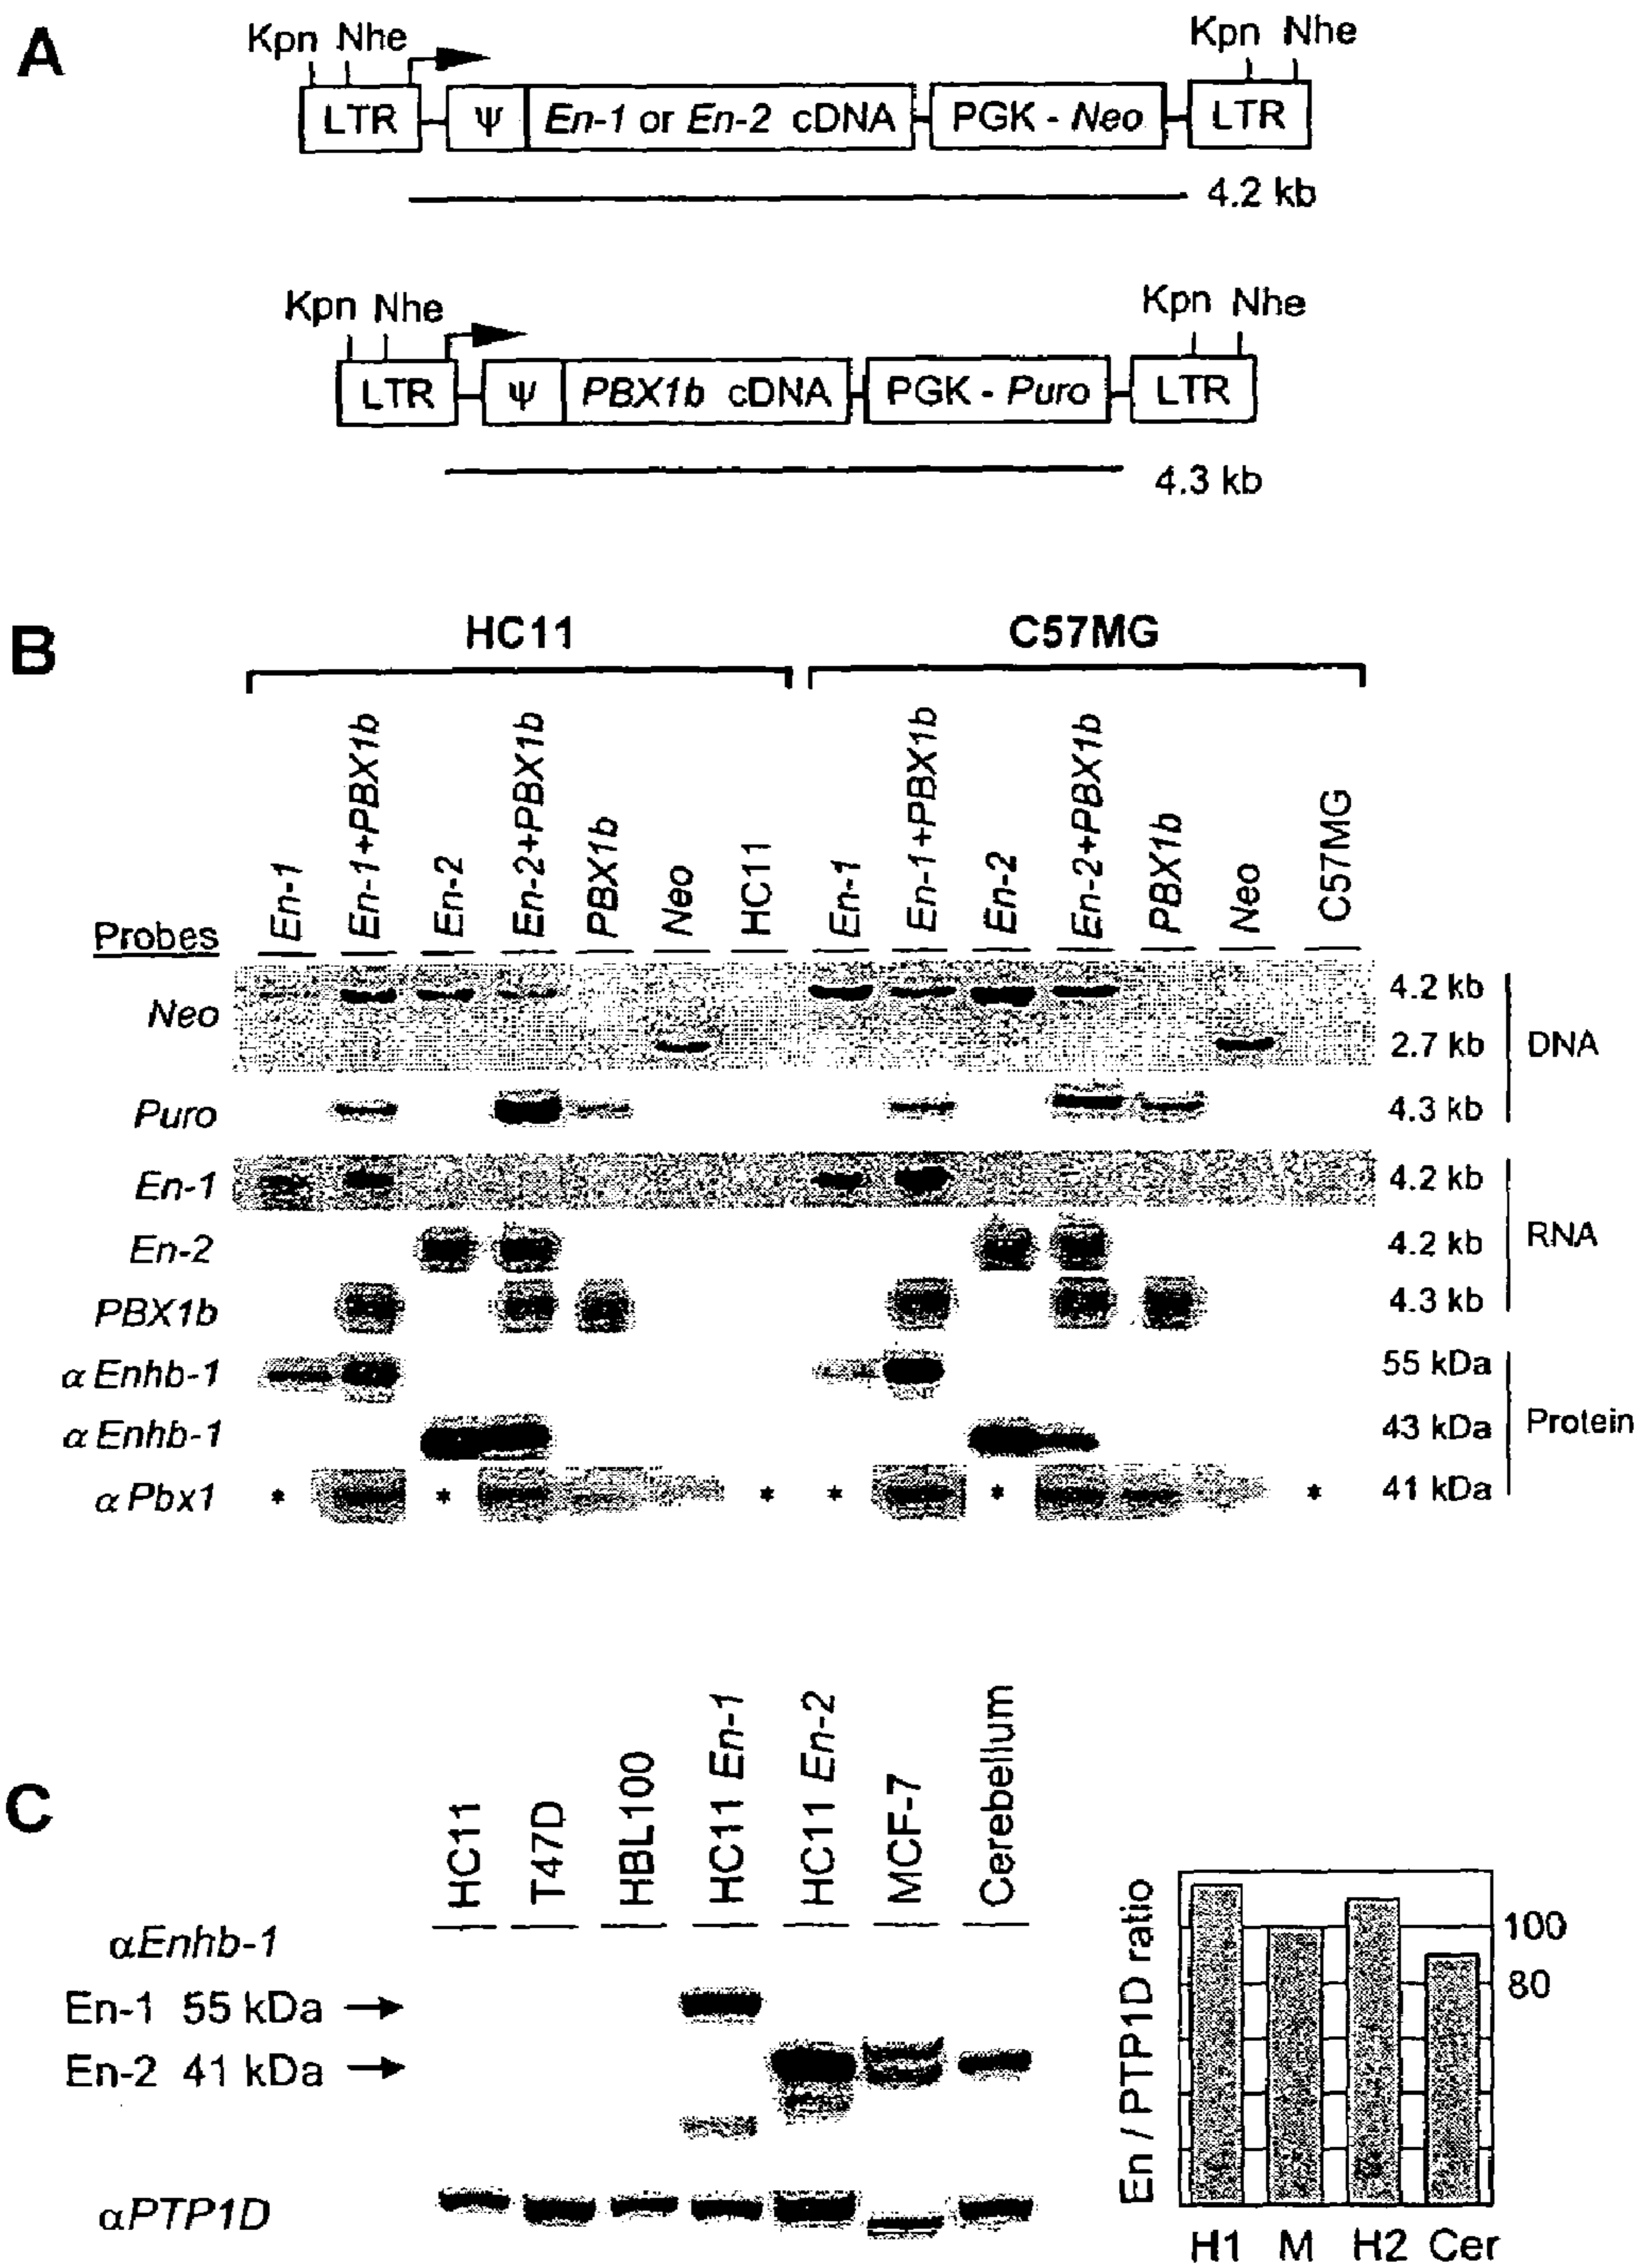 A
Kpn Nhe Kpn Nhe
LTR ψ En-1 or En-2 cDNA PGK - Neo LTR
4.2 kb
Kpn Nhe Kpn Nhe
LTR ψ PBX1b cDNA PGK - Puro LTR
4.3 kb
B
HC11 C57MG
Probes En-1 En-1+PBX1b En-2 En-2+PBX1b PBX1b Neo HC11 En-1 En-1+PBX1b En-2 En-2+PBX1b PBX1b Neo C57MG
Neo 4.2 kb
2.7 kb DNA
Puro 4.3 kb
En-1 4.2 kb
En-2 4.2 kb RNA
PBX1b 4.3 kb
α Enhb-1 55 kDa
α Enhb-1 43 kDa Protein
α Pbx1 * * * * * * 41 kDa
C
HC11 T47D HBL100 HC11 En-1 HC11 En-2 MCF-7 Cerebellum
αEnhb-1
En-1 55 kDa
En-2 41 kDa
αPTP1D
En / PTP1D ratio
100
80
H1 M H2 Cer